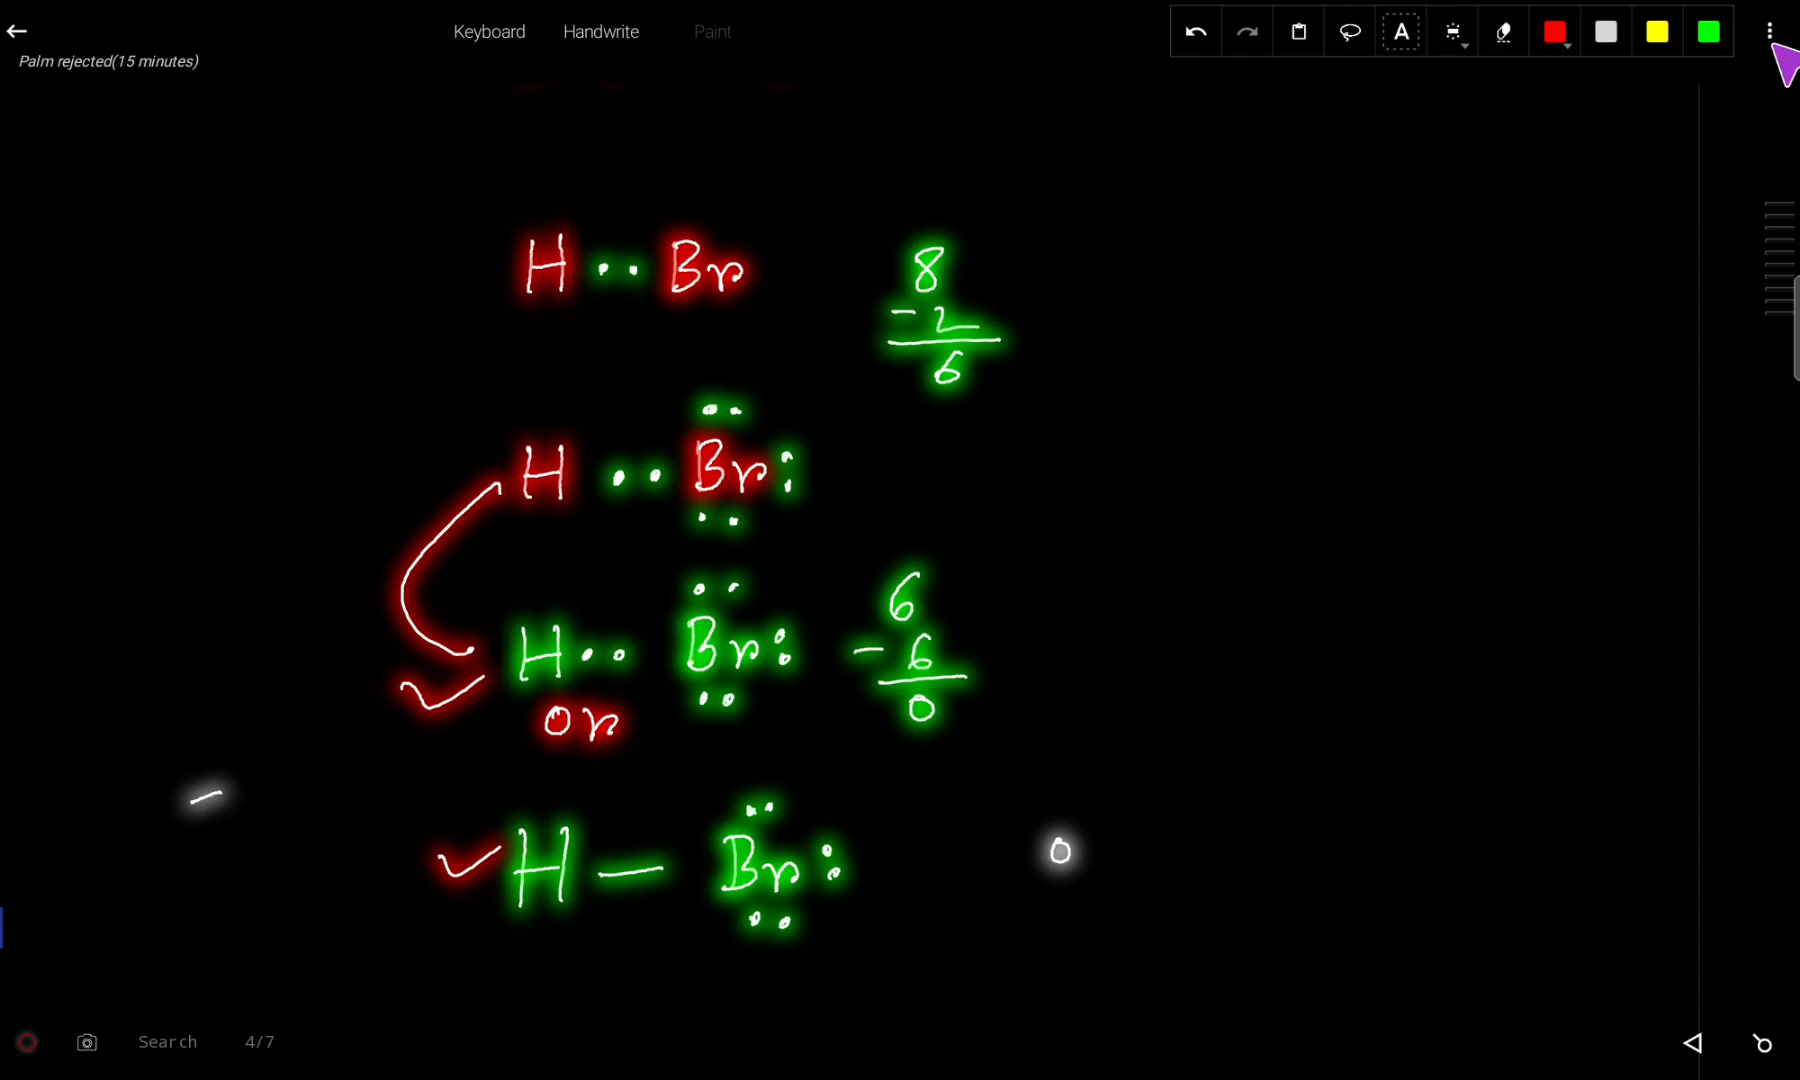 Keyboard Handwrite Paint
A
Palm rejected(15 minutes)
H •• Br
8
- 2
6
H •• Br:
H •• Br:
6
- 6
0
or
H — Br:
Search 4/7